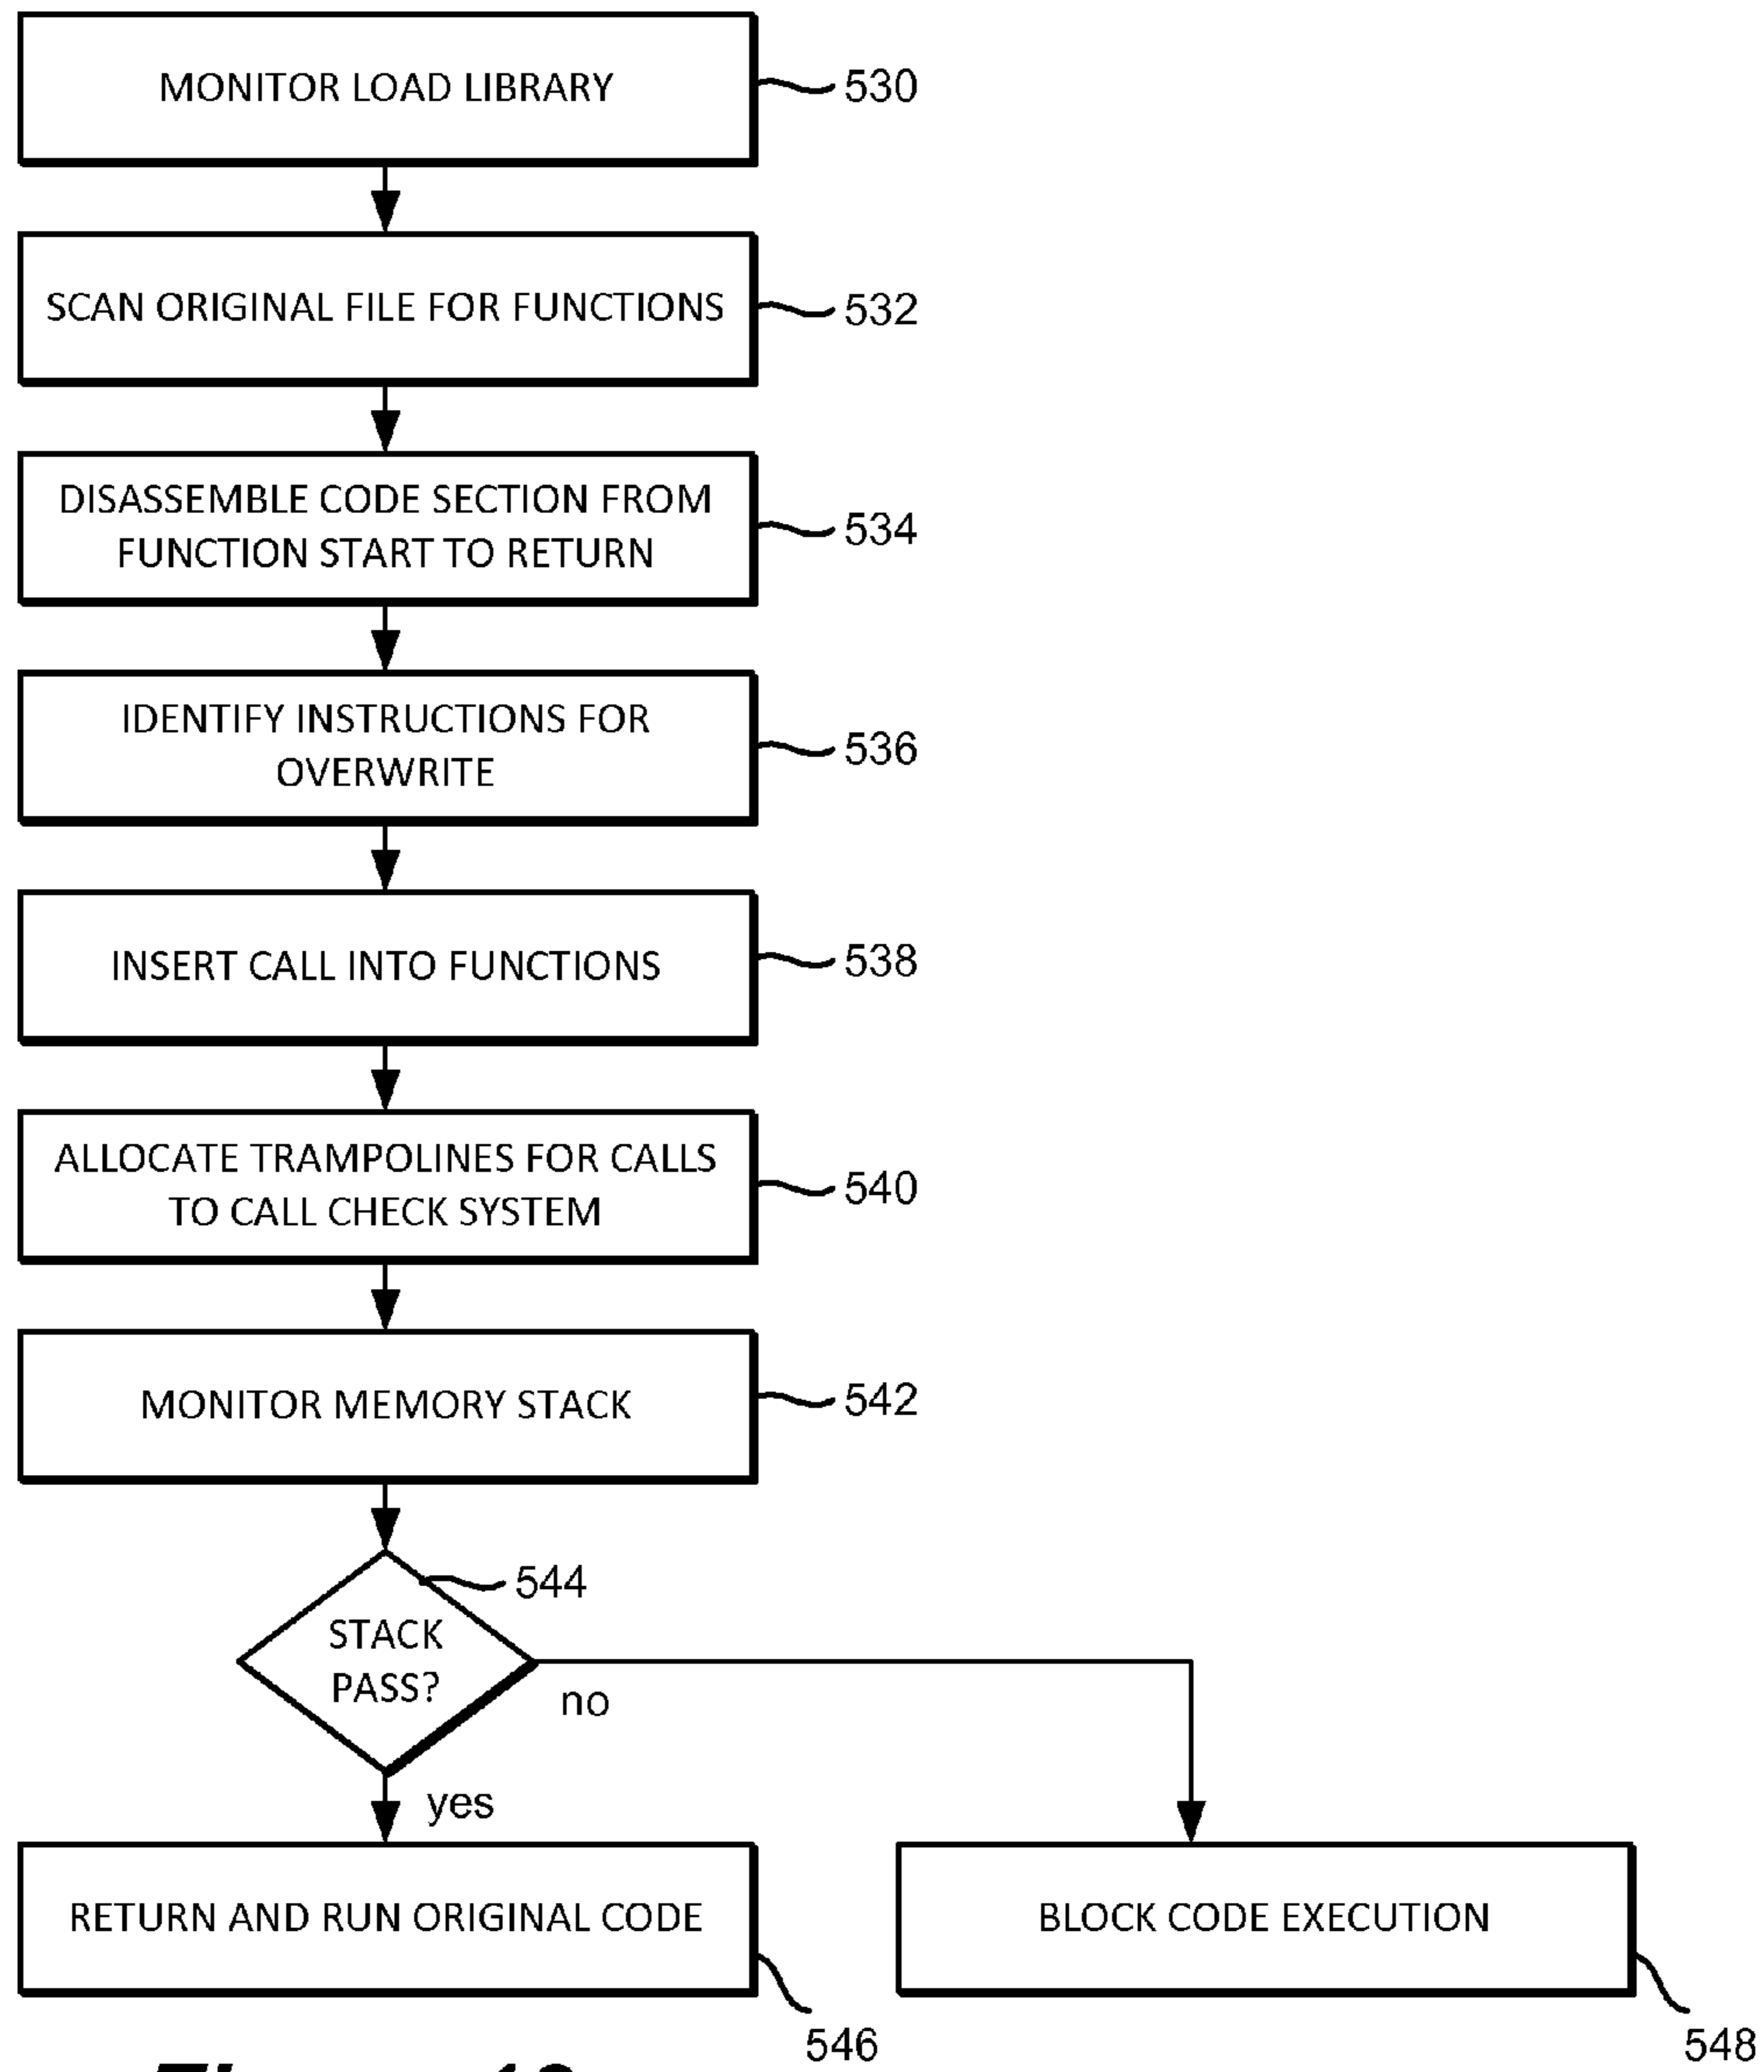 MONITOR LOAD LIBRARY
530
SCAN ORIGINAL FILE FOR FUNCTIONS
532
DISASSEMBLE CODE SECTION FROM
FUNCTION START TO RETURN
534
IDENTIFY INSTRUCTIONS FOR
OVERWRITE
536
INSERT CALL INTO FUNCTIONS
538
ALLOCATE TRAMPOLINES FOR CALLS
TO CALL CHECK SYSTEM
540
MONITOR MEMORY STACK
542
544
STACK
PASS?
no
yes
RETURN AND RUN ORIGINAL CODE
546
BLOCK CODE EXECUTION
548